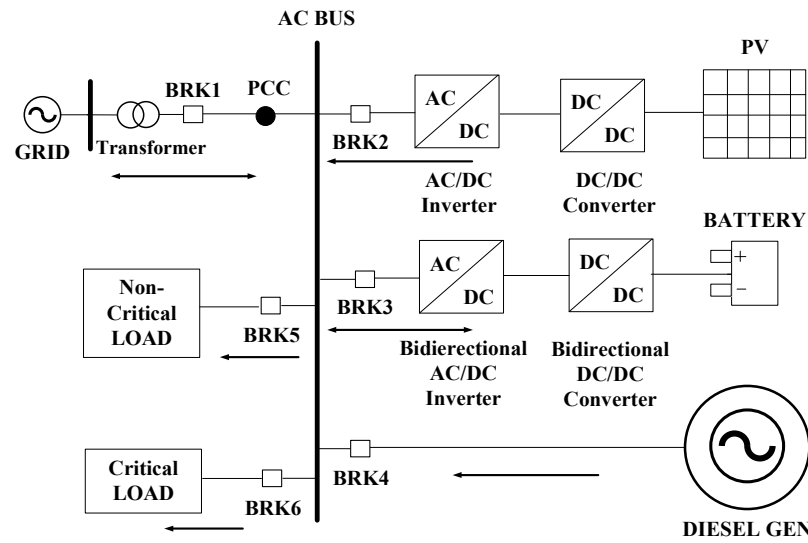 AC BUS
PV
BRK1
PCC
AC
DC
DC
DC
GRID
Transformer
BRK2
AC/DC
Inverter
DC/DC
Converter
BATTERY
Non-
Critical
LOAD
AC
DC
DC
DC
+
−
BRK5
BRK3
Bidierectional
AC/DC
Inverter
Bidirectional
DC/DC
Converter
Critical
LOAD
BRK6
BRK4
DIESEL GEN